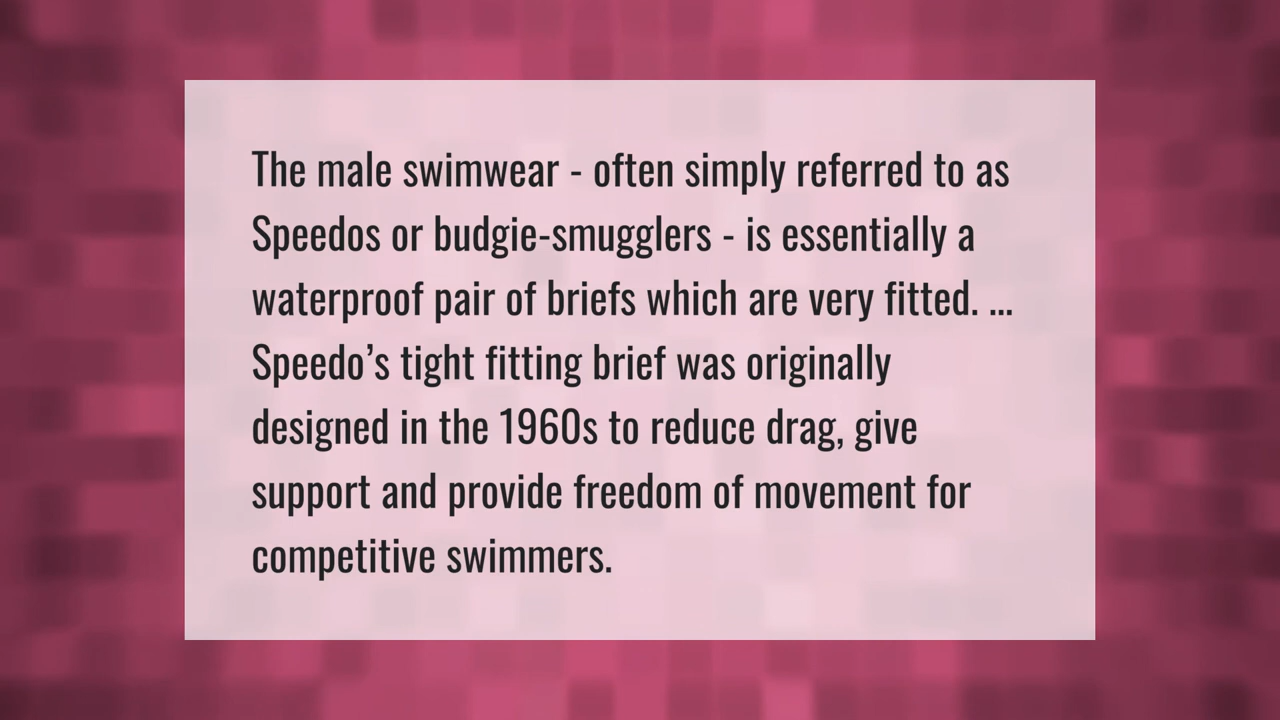 The male swimwear - often simply referred to as
Speedos or budgie-smugglers - is essentially a
waterproof pair of briefs which are very fitted. ...
Speedo’s tight fitting brief was originally
designed in the 1960s to reduce drag, give
support and provide freedom of movement for
competitive swimmers.